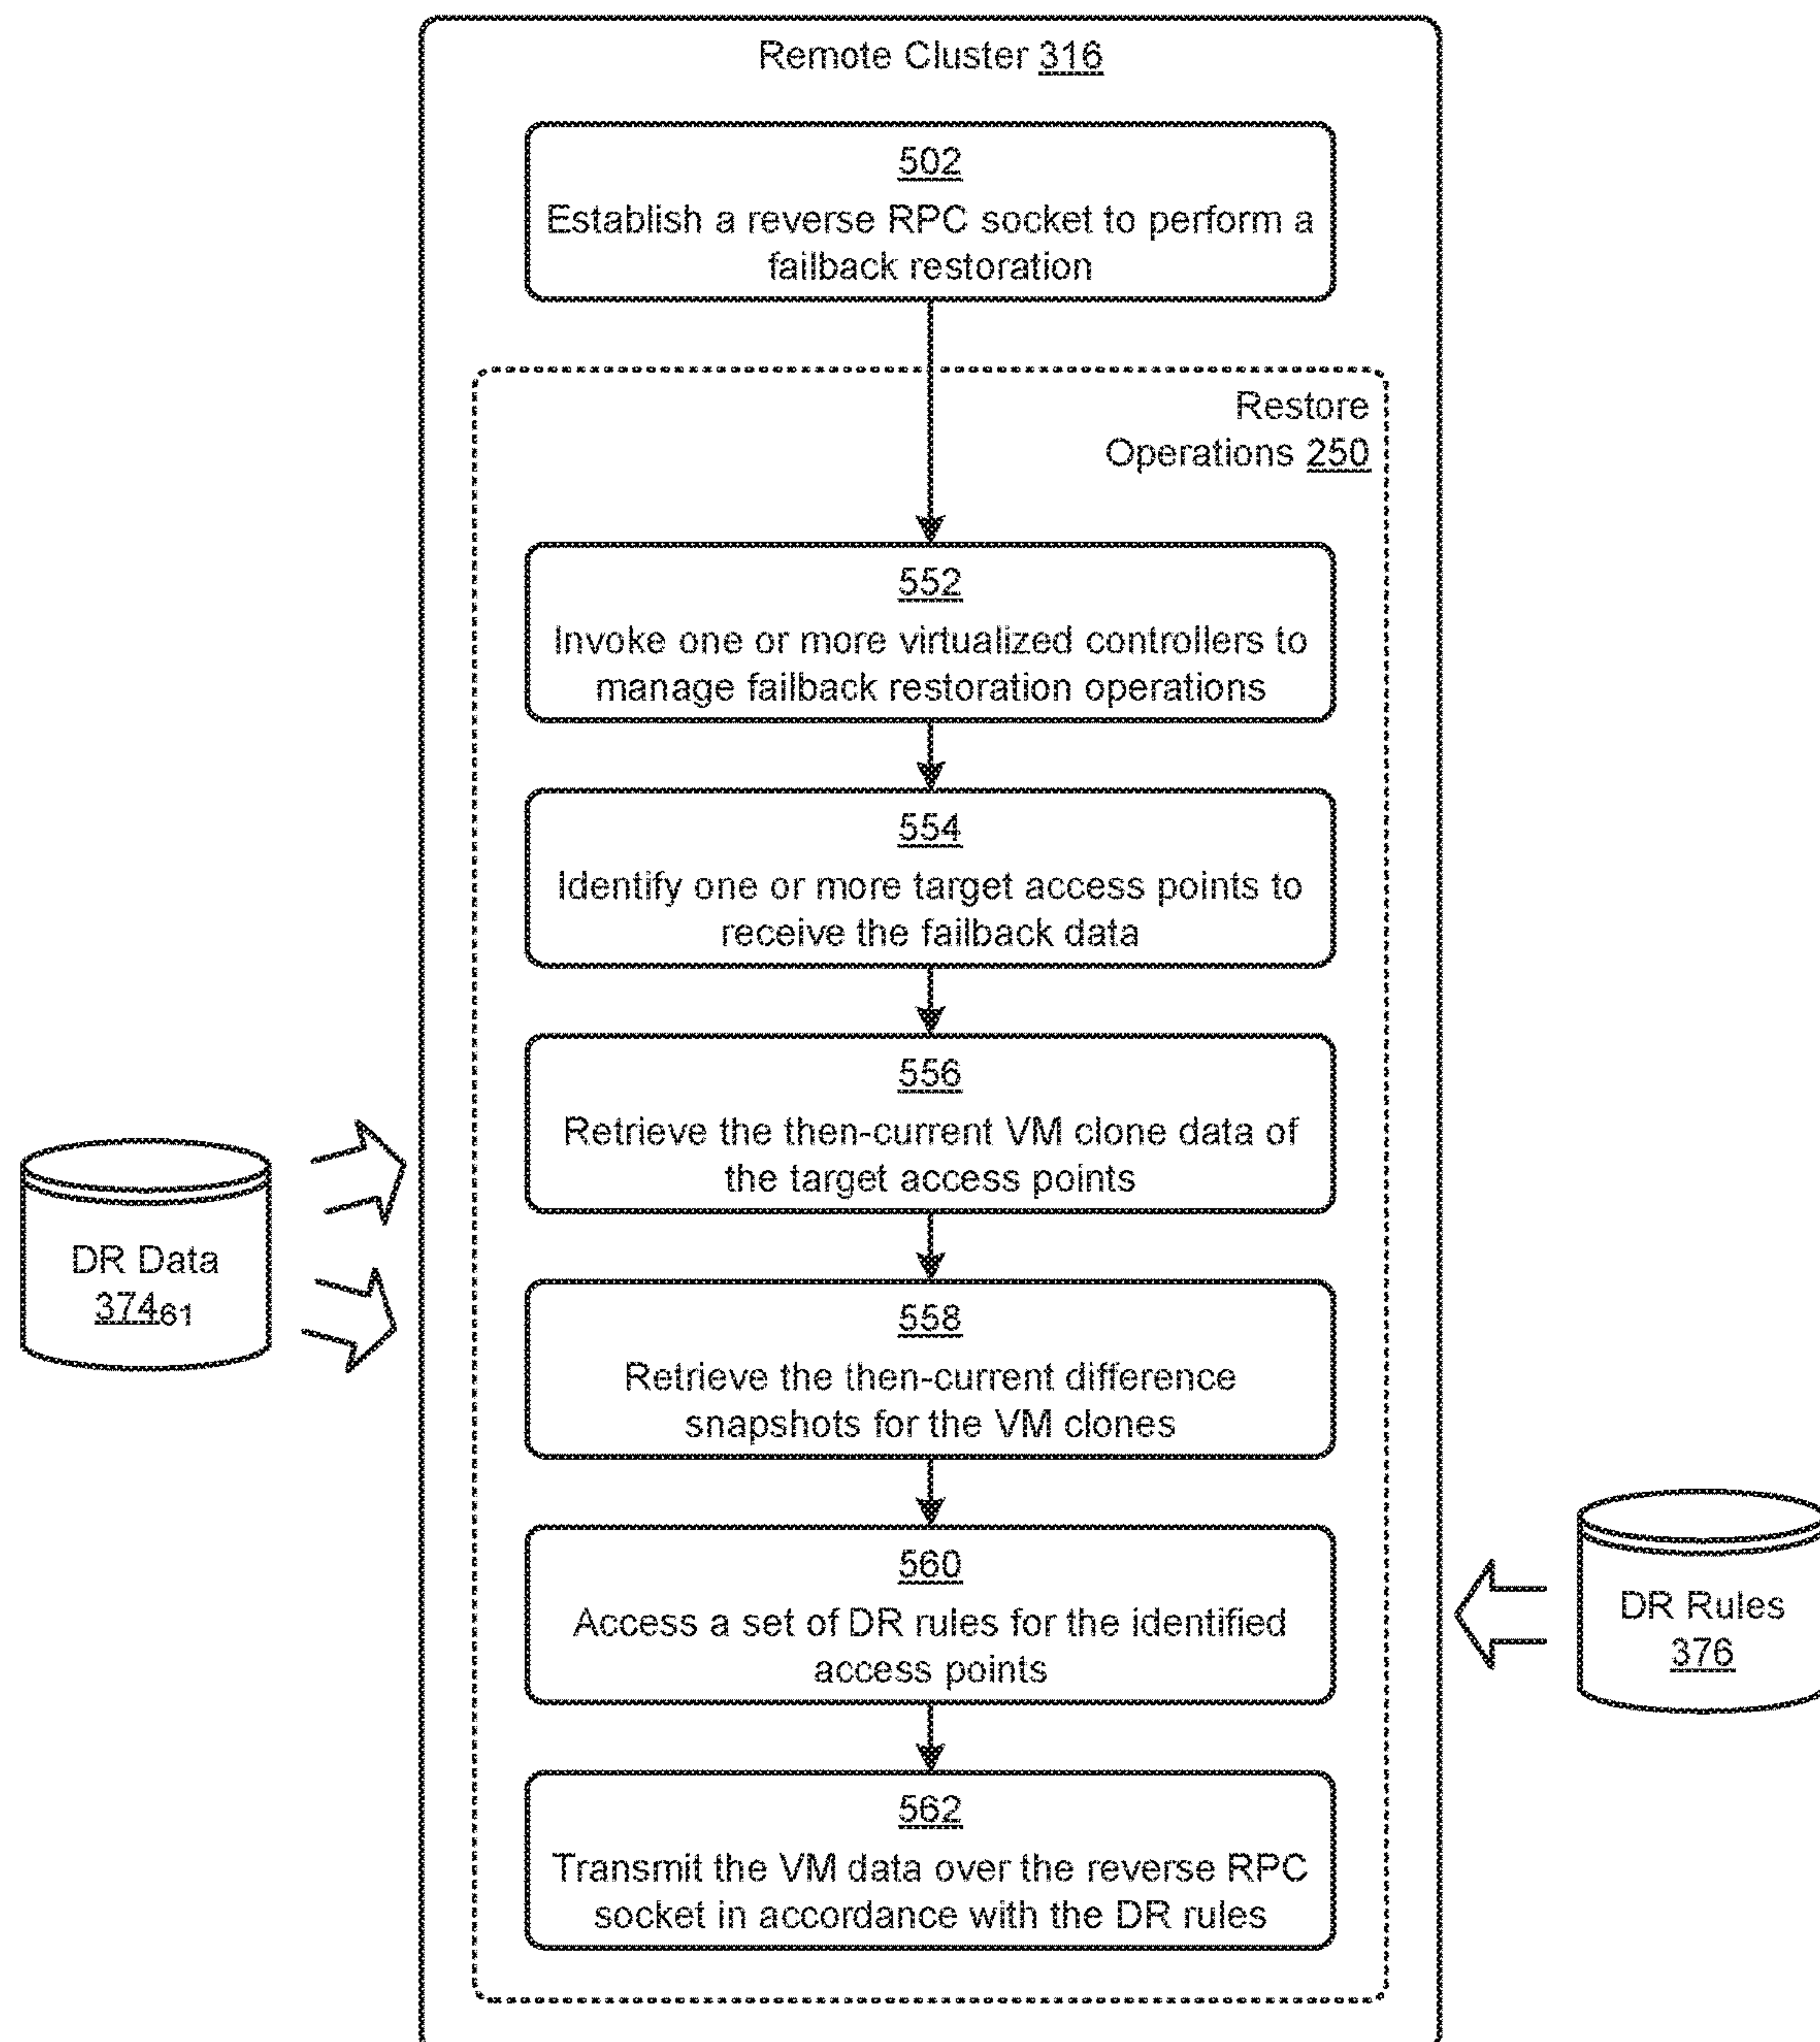 Remote Cluster 316
502
Establish a reverse RPC socket to perform a
failback restoration
Restore
Operations 250
552
Invoke one or more virtualized controllers to
manage failback restoration operations
554
Identify one or more target access points to
receive the failback data
556
Retrieve the then-current VM clone data of
the target access points
DR Data
374₆₁
558
Retrieve the then-current difference
snapshots for the VM clones
560
Access a set of DR rules for the identified
access points
DR Rules
376
562
Transmit the VM data over the reverse RPC
socket in accordance with the DR rules